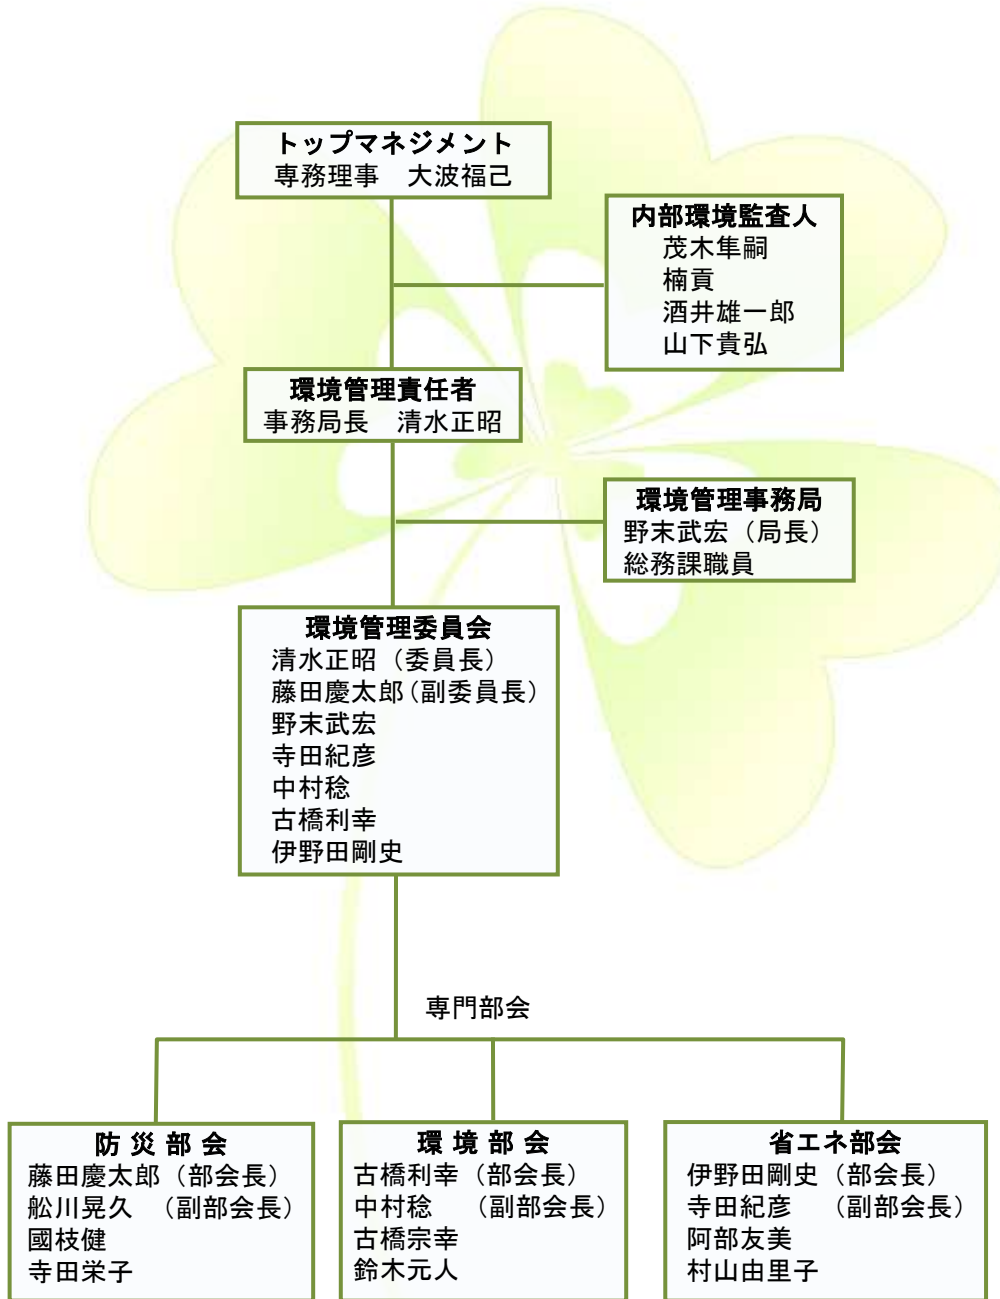 トップマネジメント
専務理事　大波福己
内部環境監査人
茂木隼嗣
楠貢
酒井雄一郎
山下貴弘
環境管理責任者
事務局長　清水正昭
環境管理事務局
野末武宏（局長）
総務課職員
環境管理委員会
清水正昭（委員長）
藤田慶太郎（副委員長）
野末武宏
寺田紀彦
中村稔
古橋利幸
伊野田剛史
専門部会
防 災 部 会
藤田慶太郎（部会長）
舩川晃久　（副部会長）
國枝健
寺田栄子
環 境 部 会
古橋利幸（部会長）
中村稔　　（副部会長）
古橋宗幸
鈴木元人
省エネ部会
伊野田剛史（部会長）
寺田紀彦　　（副部会長）
阿部友美
村山由里子